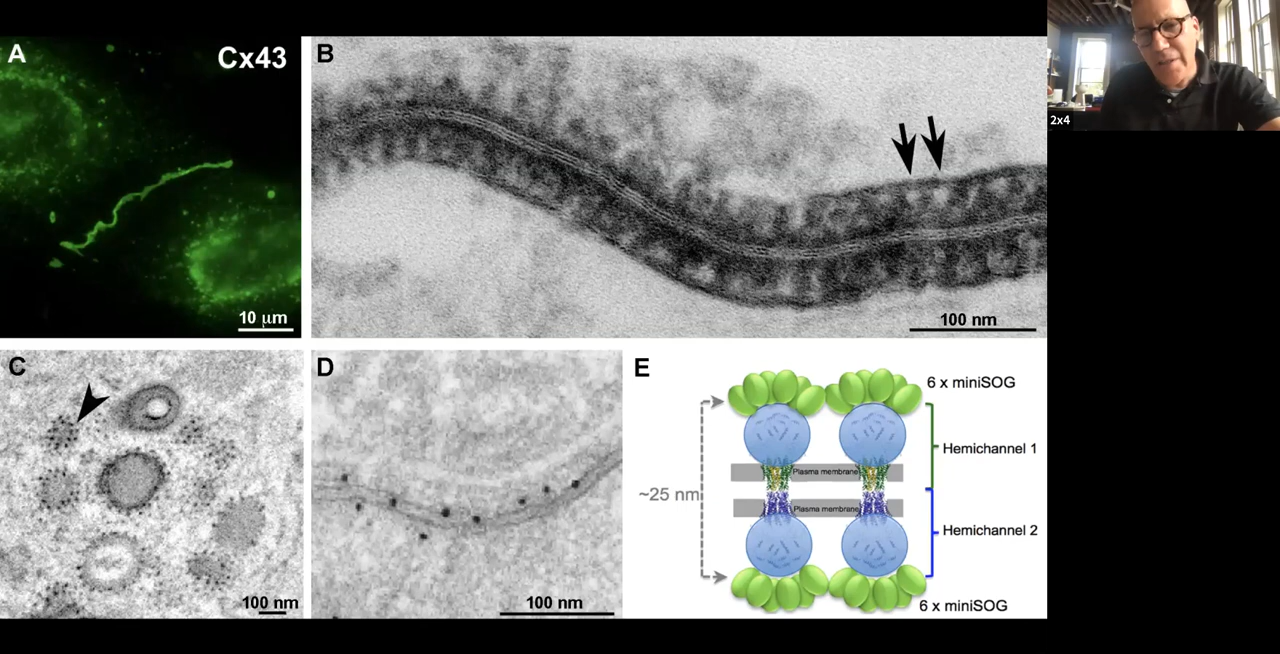 A
Cx43
10 µm
B
100 nm
2x4
C
100 nm
D
100 nm
E
6 x miniSOG
Hemichannel 1
Plasma membrane
~25 nm
Plasma membrane
Hemichannel 2
6 x miniSOG